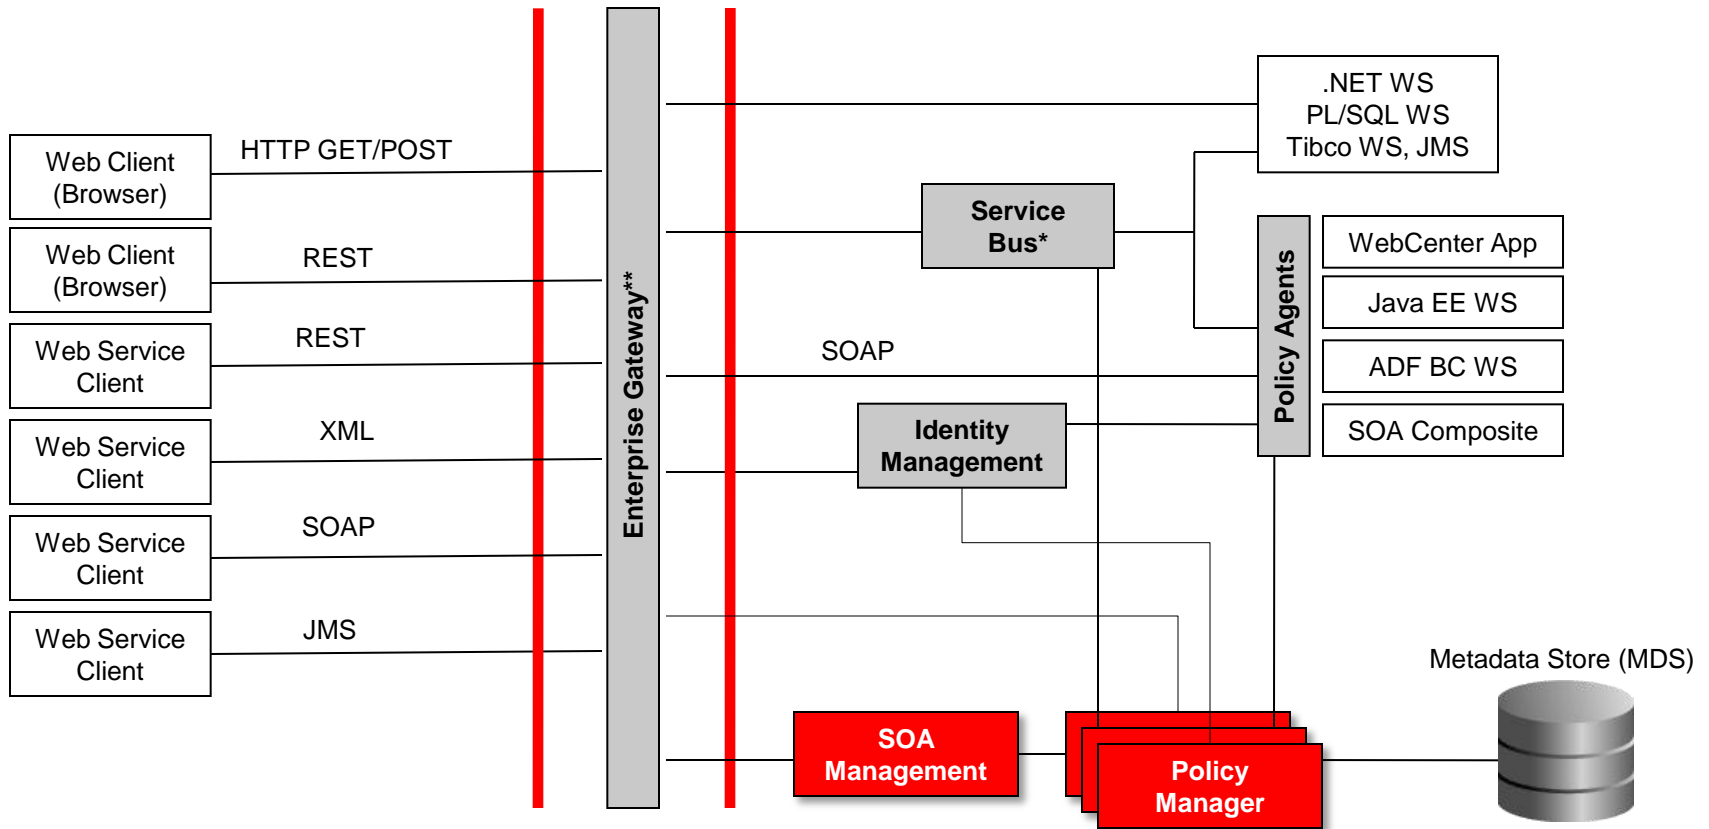 Web Client
(Browser)
HTTP GET/POST
Web Client
(Browser)
REST
Web Service
Client
REST
Web Service
Client
XML
Web Service
Client
SOAP
Web Service
Client
JMS
Enterprise Gateway**
Service
Bus*
SOAP
Identity
Management
SOA
Management
Policy
Manager
.NET WS
PL/SQL WS
Tibco WS, JMS
Policy Agents
WebCenter App
Java EE WS
ADF BC WS
SOA Composite
Metadata Store (MDS)